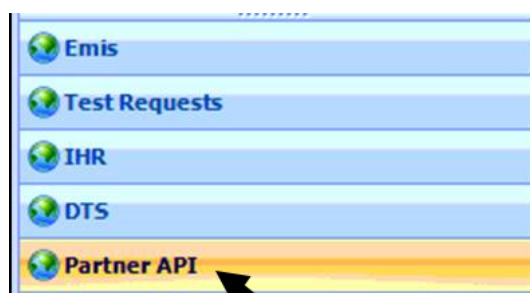 Emis
Test Requests
IHR
DTS
Partner API